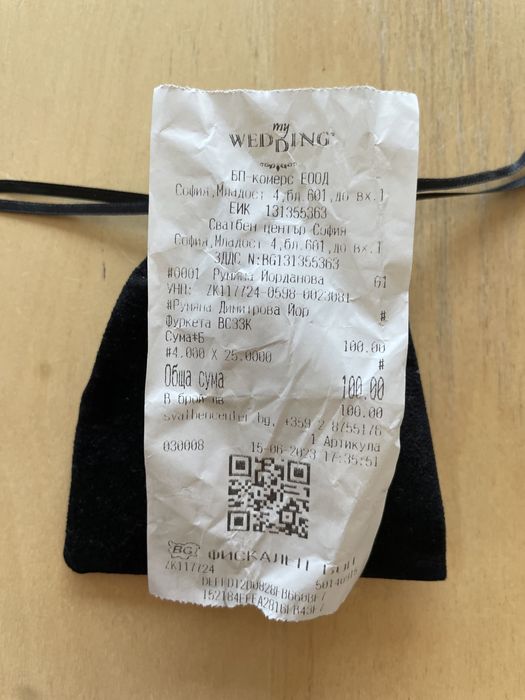 my
WEDDING
БП-комерс ЕООД
София,Младост 4,бл.601,до вх.1
ЕИК 131355363
Сватбен център София
София,Младост 4,бл.601,до вх.1
ЗДДС N:BG131355363
#0001 Румяна Йорданова 01
УНП: ZK117724-0598-0023081
#Румяна Димитрова Йор #
Фуркета BC33K
Сума#Б 100.00
#4.000 X 25.0000 #
Обща сума 100.00
В брой лв 100.00
svatbencenter.bg, +359 2 8755176
1 Артикула
030008 15-06-2023 17:35:51
BG ФИСКАЛЕН БОН
ZK117724